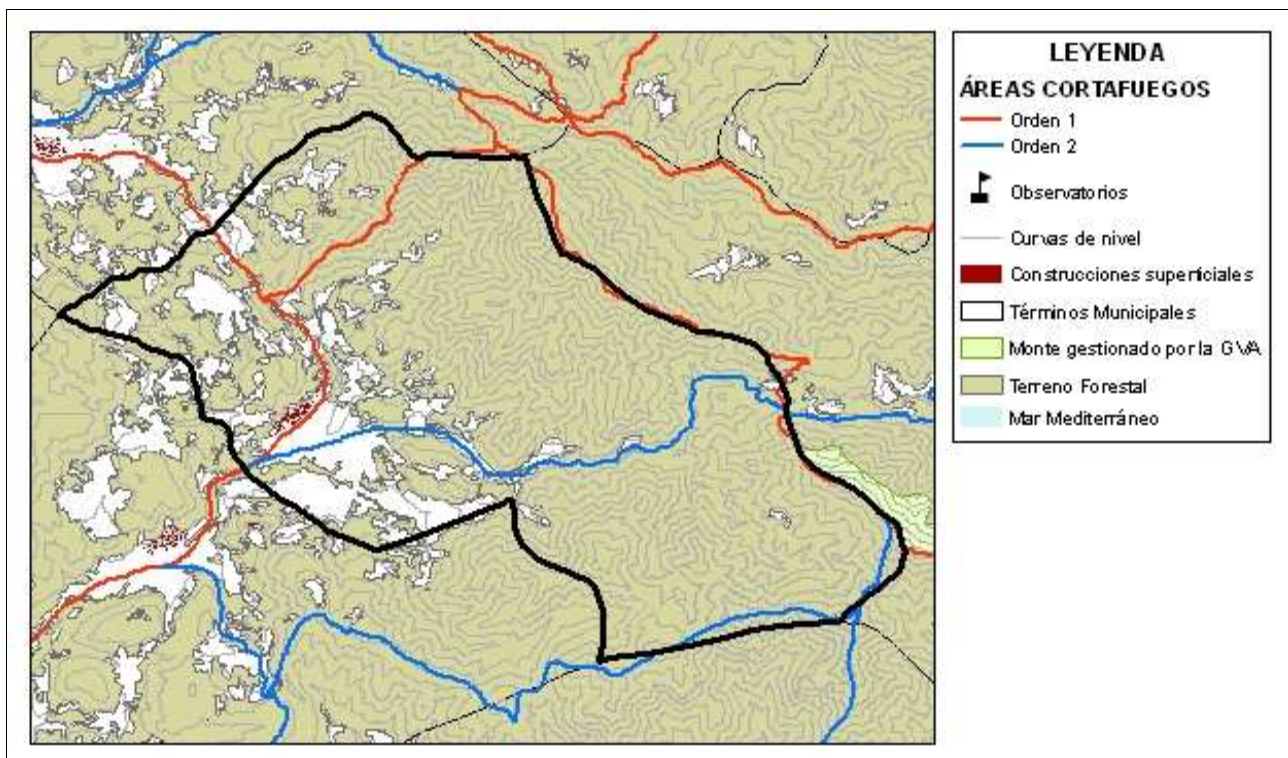 LEYENDA
ÁREAS CORTAFUEGOS
Orden 1
Orden 2
Observatorios
Curvas de nivel
Construcciones superficiales
Términos Municipales
Monte gestionado por la GVA
Terreno Forestal
Mar Mediterráneo